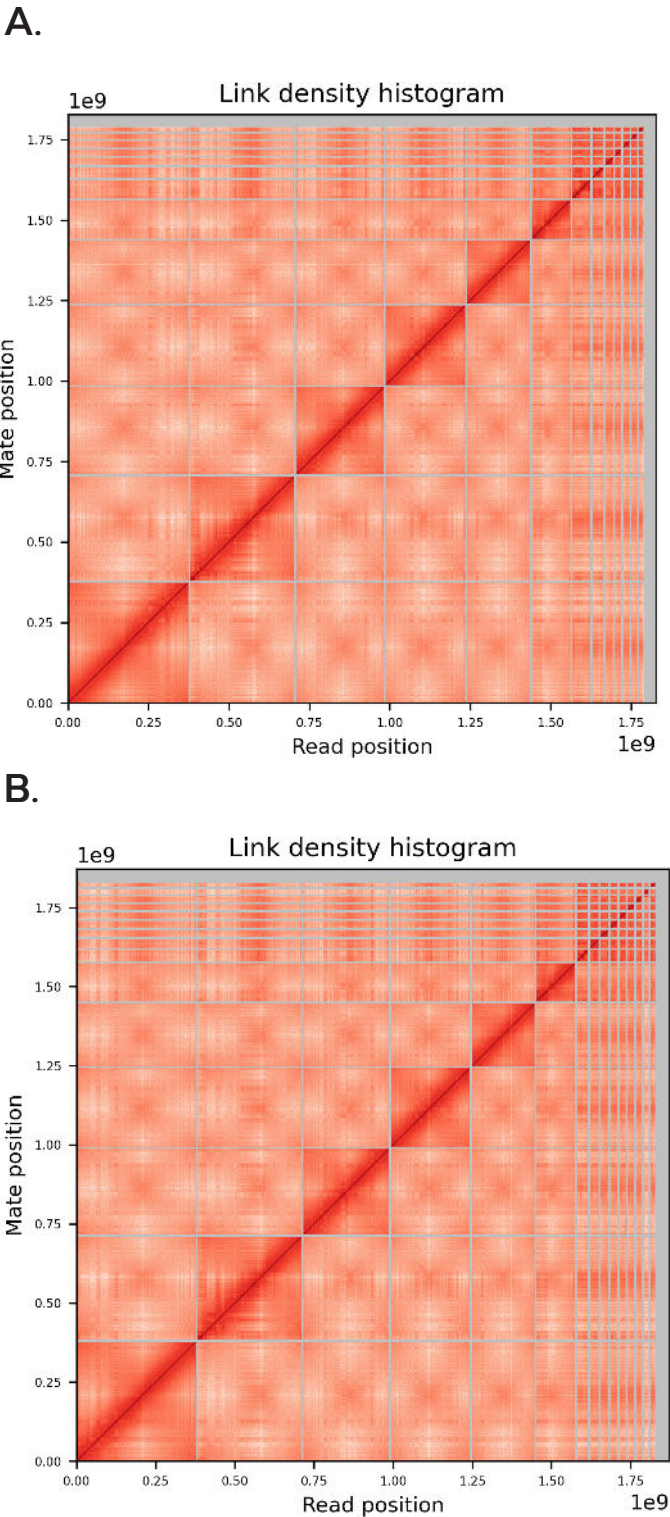 A.
Link density histogram
1e9
1.75
1.50
1.25
1.00
0.75
0.50
0.25
0.00
Mate position
0.00 0.25 0.50 0.75 1.00 1.25 1.50 1.75
1e9
Read position
B.
Link density histogram
1e9
1.75
1.50
1.25
1.00
0.75
0.50
0.25
0.00
Mate position
0.00 0.25 0.50 0.75 1.00 1.25 1.50 1.75
1e9
Read position